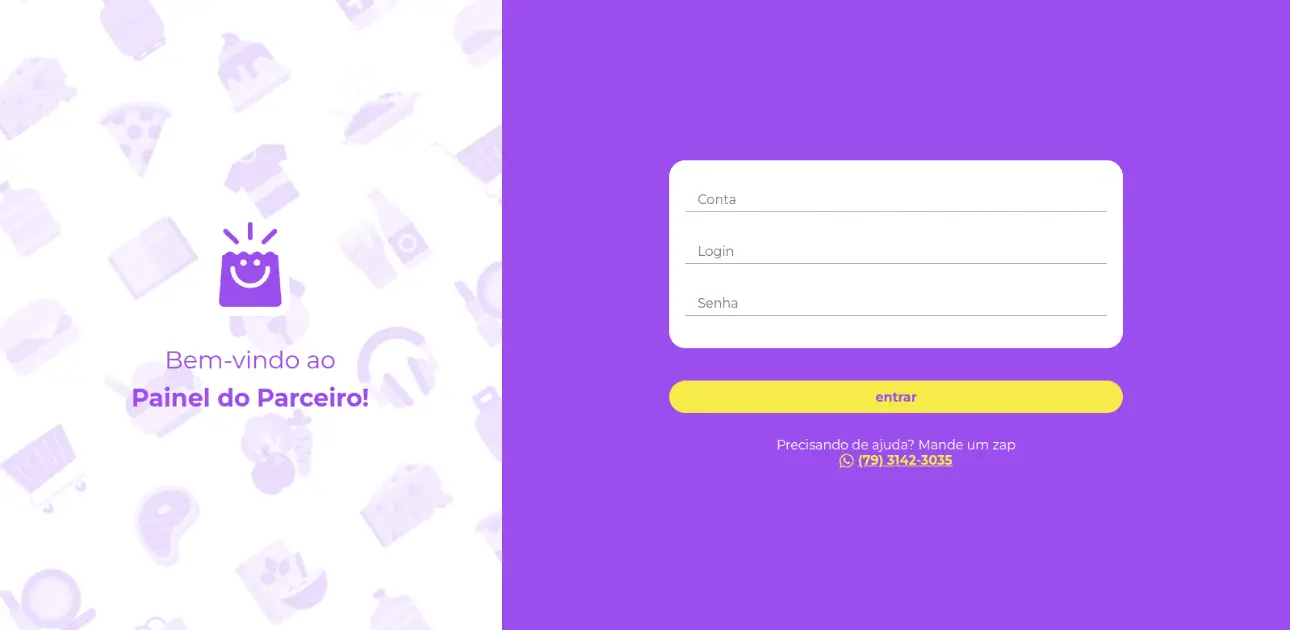 Bem-vindo ao
Painel do Parceiro!
Conta
Login
Senha
entrar
Precisando de ajuda? Mande um zap
(79) 3142-3035